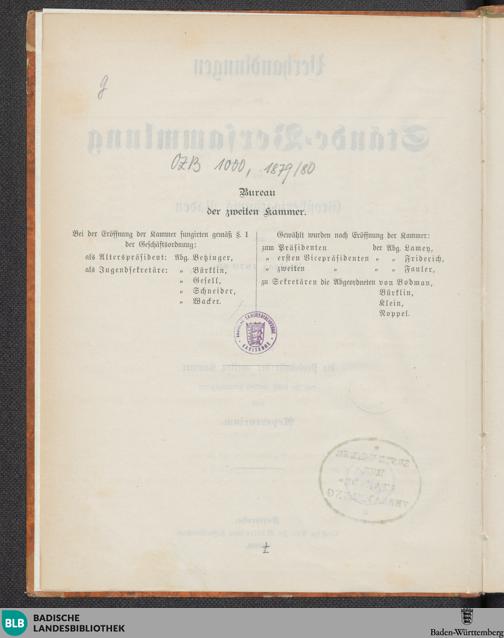 g
OZB 1000, 1879/80
Bureau
der zweiten Kammer.
Bei der Eröffnung der Kammer fungirten gemäß §. 1
der Geschäftsordnung:
als Alterspräsident: Abg. Betzinger,
als Jugendsekretäre: „ Bürklin,
„ Gesell,
„ Schneider,
„ Wacker.
Gewählt wurden nach Eröffnung der Kammer:
zum Präsidenten der Abg. Lamey,
„ ersten Vicepräsidenten „ „ Friderich,
„ zweiten „ „ „ Fauler,
zu Sekretären die Abgeordneten von Bodman,
Bürklin,
Klein,
Roppel.
LANDESBIBLIOTHEK
KARLSRUHE
BLB
BADISCHE
LANDESBIBLIOTHEK
Baden-Württemberg